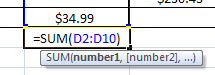 $34.99
=SUM(D2:D10)
SUM(number1, [number2], ...)